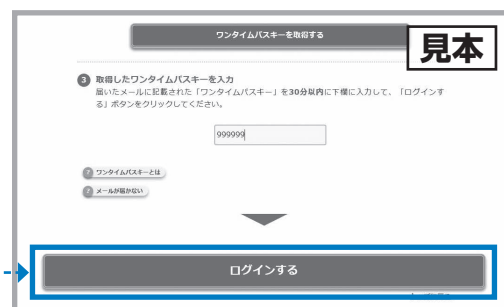 ワンタイムパスキーを取得する
見本
3 取得したワンタイムパスキーを入力
届いたメールに記載された「ワンタイムパスキー」を30分以内に下欄に入力して、「ログインす
る」ボタンをクリックしてください。
999999
? ワンタイムパスキーとは
? メールが届かない
ログインする